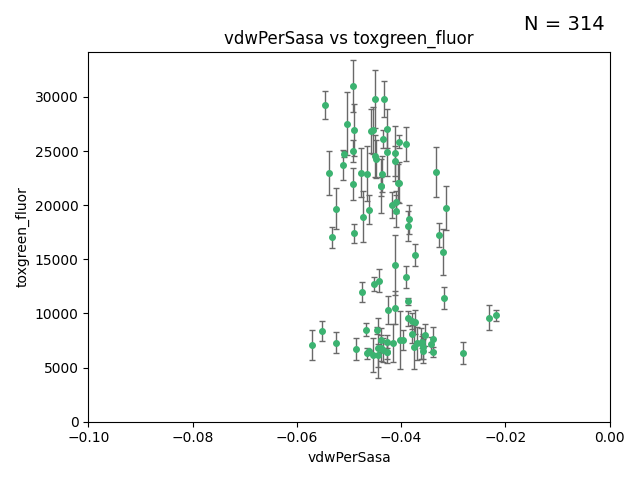 N = 314
vdwPerSasa vs toxgreen_fluor
toxgreen_fluor
30000
25000
20000
15000
10000
5000
0
−0.10 −0.08 −0.06 −0.04 −0.02 0.00
vdwPerSasa